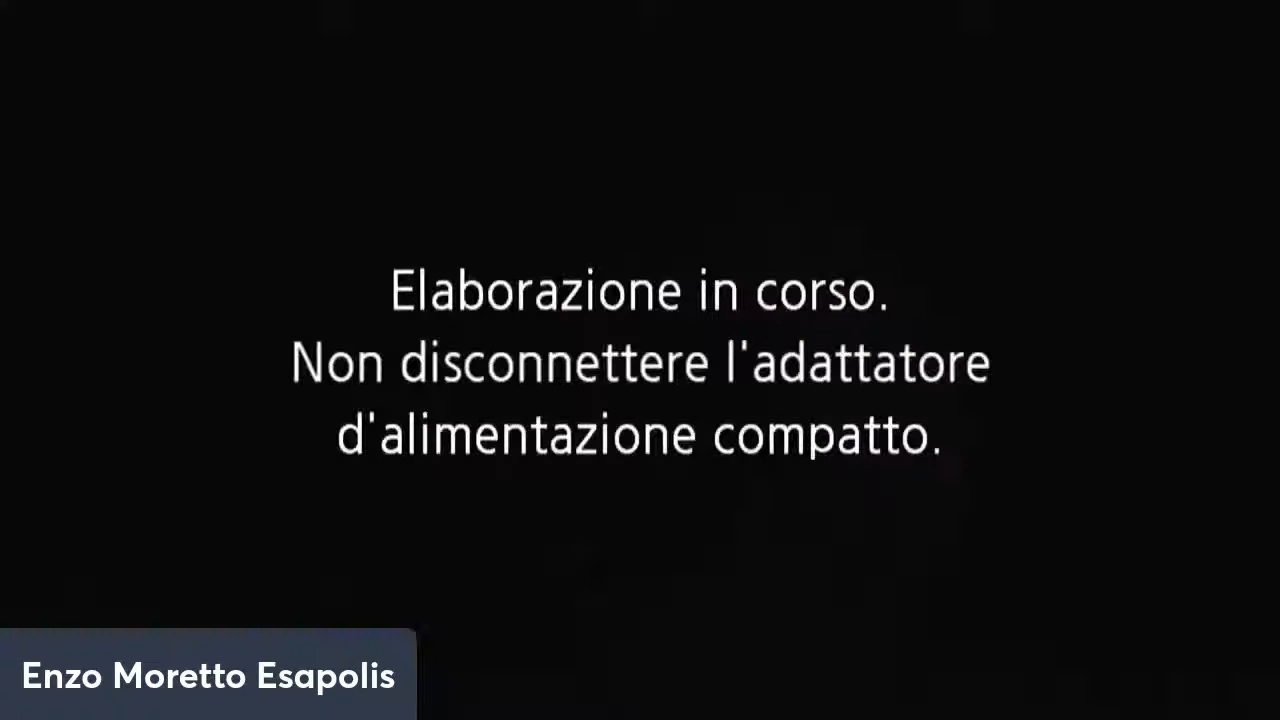 Elaborazione in corso.
Non disconnettere l'adattatore
d'alimentazione compatto.
Enzo Moretto Esapolis